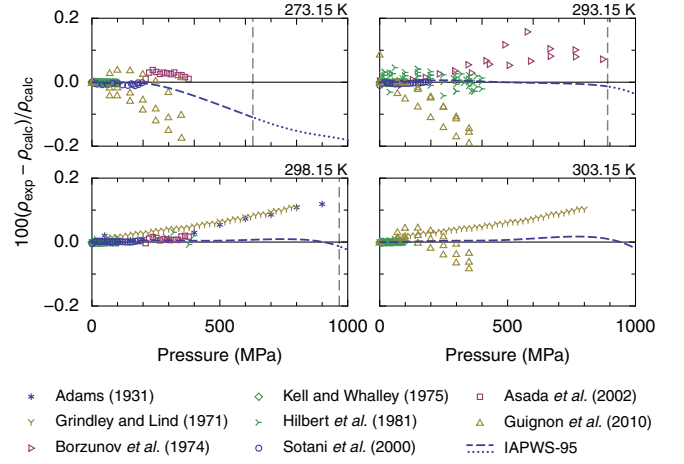 273.15 K
293.15 K
0.1
0.0
−0.2
298.15 K
303.15 K
0.2
0.0
−0.2
100(ρexp − ρcalc)/ρcalc
0 500 1000
0 500 1000
Pressure (MPa)
Pressure (MPa)
Adams (1931)
Kell and Whalley (1975)
Asada et al. (2002)
Grindley and Lind (1971)
Hilbert et al. (1981)
Guignon et al. (2010)
Borzunov et al. (1974)
Sotani et al. (2000)
IAPWS-95